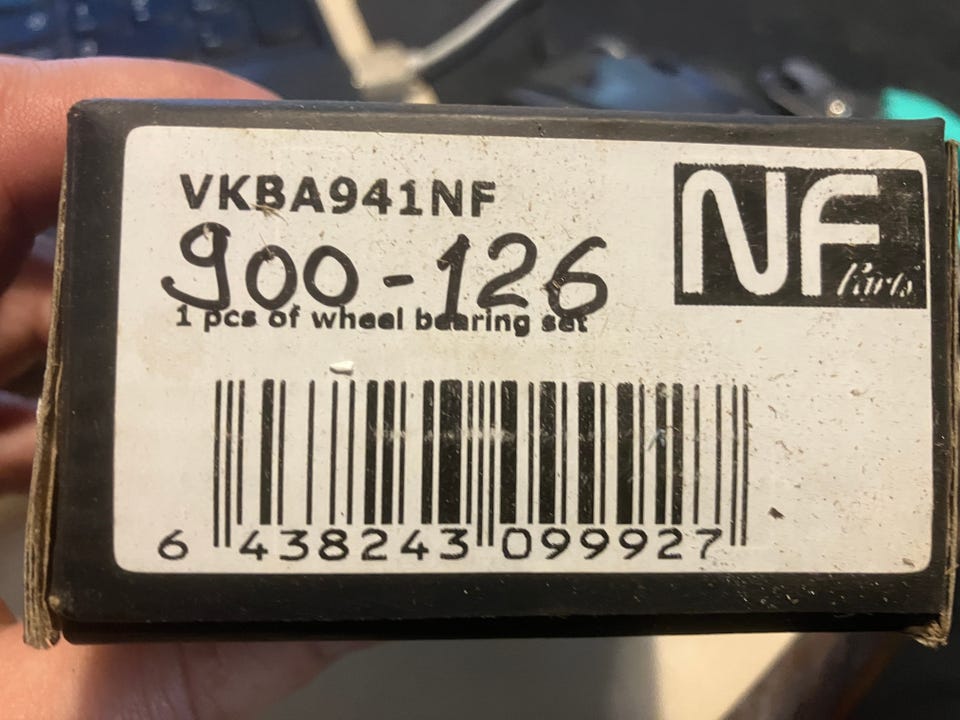 VKBA941NF
900-126
1 pcs of wheel bearing set
NF
Parts
6 438243 099927